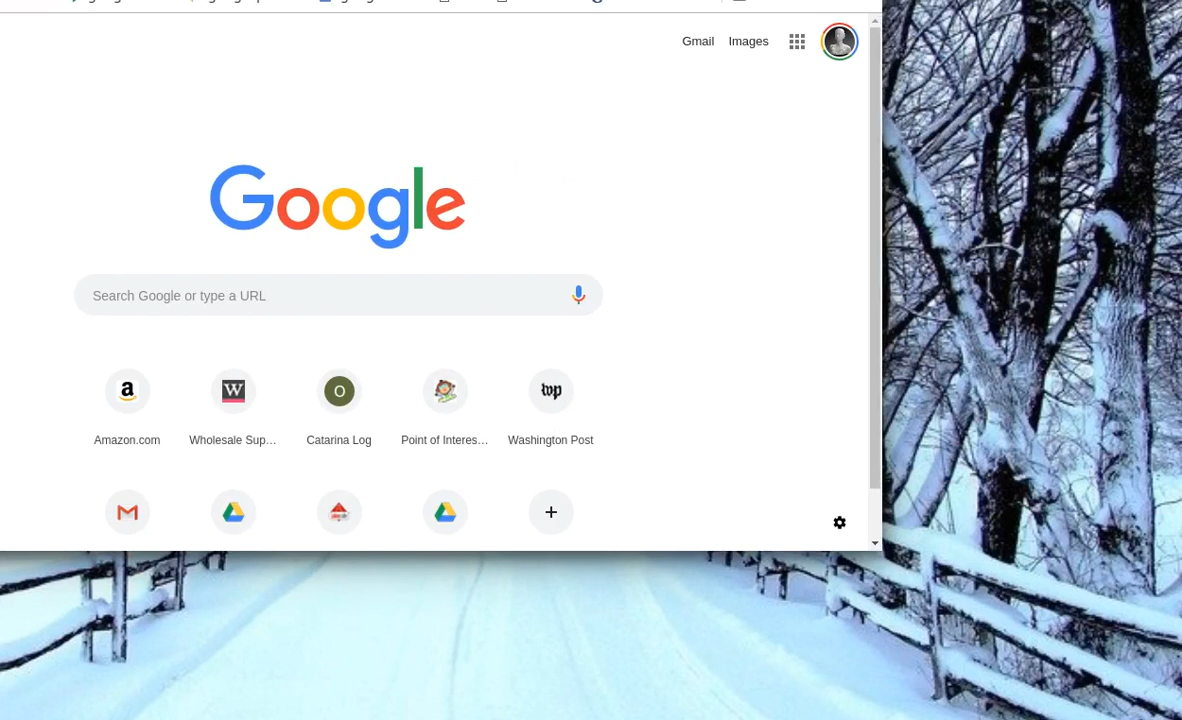 Gmail Images
Google
Search Google or type a URL
a
W
O
wp
Amazon.com
Wholesale Sup...
Catarina Log
Point of Interes...
Washington Post